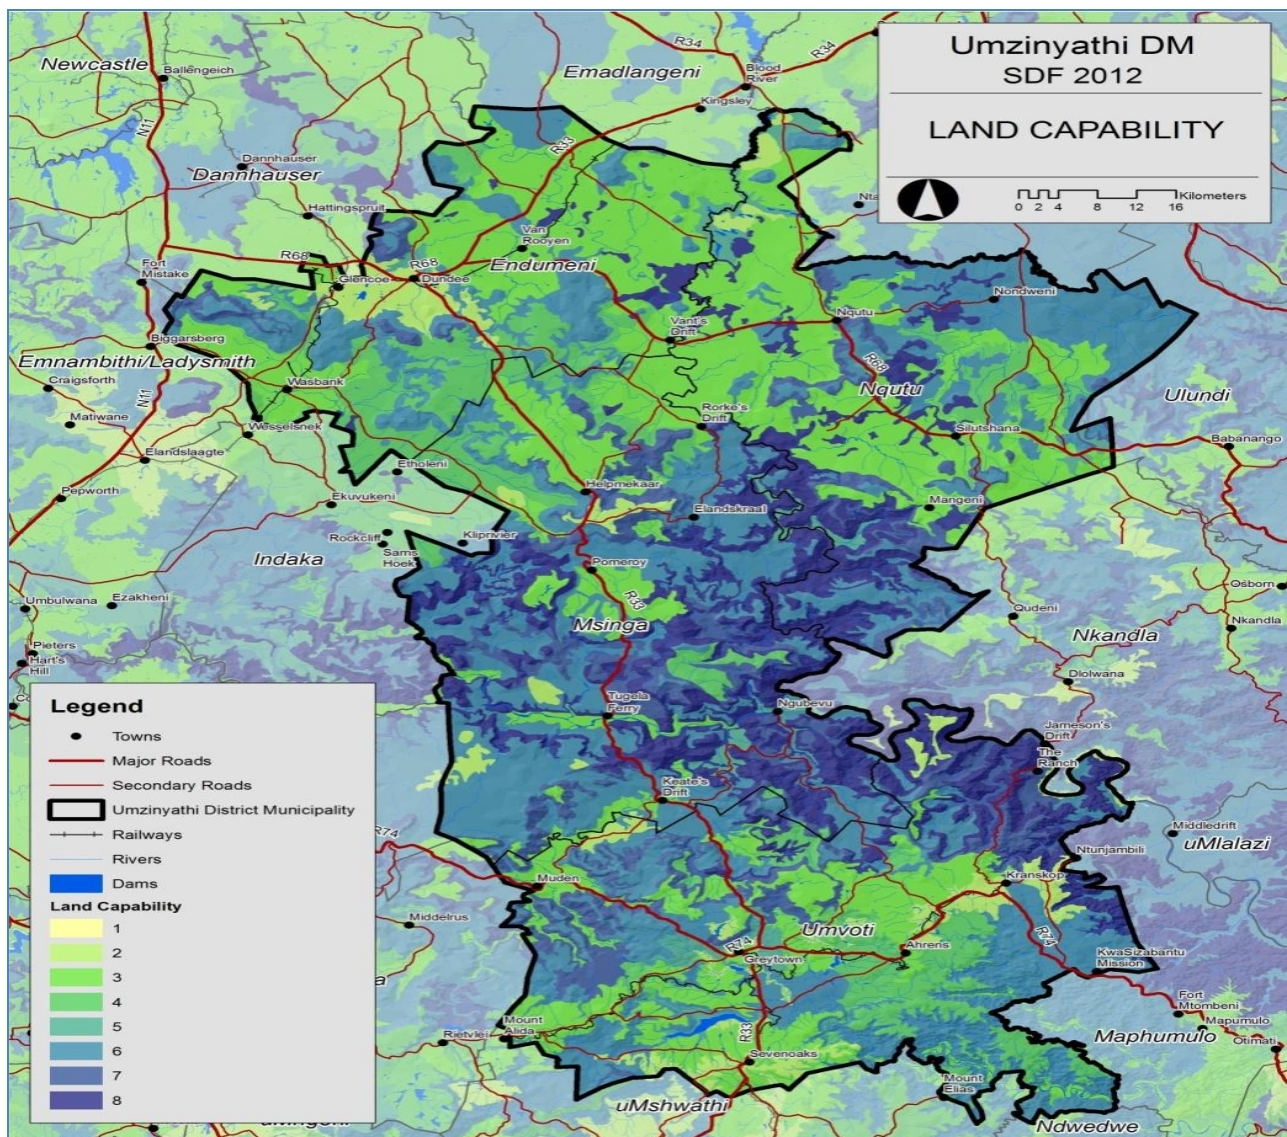 Umzinyathi DM
SDF 2012
LAND CAPABILITY
Kilometers
0 2 4 8 12 16
R34
R34
Newcastle
Ballengeich
Emadlangeni
Blood
River
Kingsley
N11
R33
Dannhauser
Dannhauser
Hattingspruit
Nta
Van
Rooyen
R68
R68
Endumeni
Fort
Mistake
Glencoe
Dundee
Nondweni
Nqutu
Vant's
Drift
Biggarsberg
Emnambithi/Ladysmith
R68
Craigsforth
Wasbank
Nqutu
N11
Ulundi
Matiwane
Rorke's
Drift
Wesselsnek
Silutshana
Babanango
Elandslaagte
Etholeni
Pepworth
Helpmekaar
Ekuvukeni
Mangeni
Elandskraal
Rockcliff
Kliprivier
Sams
Hoek
Indaka
Pomeroy
Osborn
Umbulwana
Ezakheni
R33
Qudeni
Msinga
Nkandla
Nkandla
Pieters
Hart's
Hill
Dlolwana
Tugela
Ferry
Ngubevu
Jameson's
Drift
The
Ranch
Keate's
Drift
Middledrift
R74
uMlalazi
Ntunjambili
Muden
Kranskop
Middelrus
Umvoti
R74
R74
Greytown
Ahrens
KwaSizabantu
Mission
Fort
Mtombeni
Mapumulo
Mount
Alida
Rietvlei
R33
Maphumulo
Otimati
Sevenoaks
Mount
Elias
uMshwathi
Ndwedwe
Legend
Towns
Major Roads
Secondary Roads
Umzinyathi District Municipality
Railways
Rivers
Dams
Land Capability
1
2
3
4
5
6
7
8